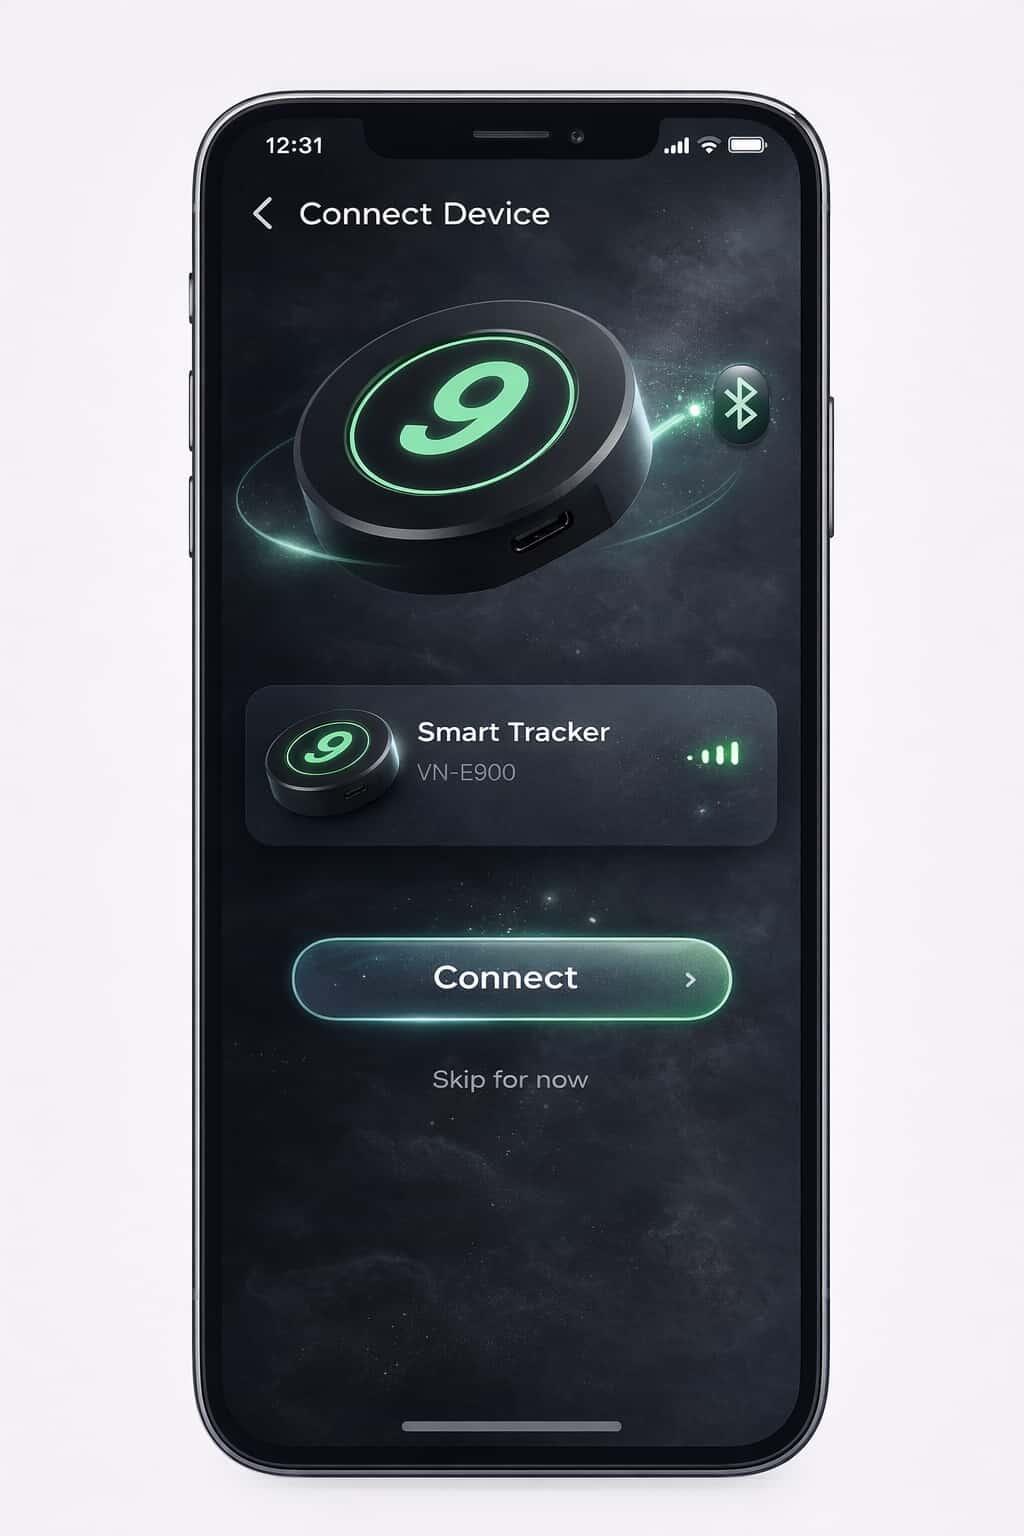 12:31
Connect Device
9
9
Smart Tracker
VN-E900
Connect
Skip for now